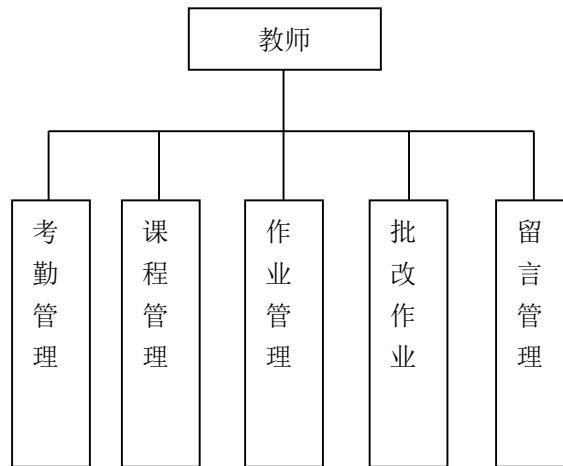 教师
考勤管理
课程管理
作业管理
批改作业
留言管理